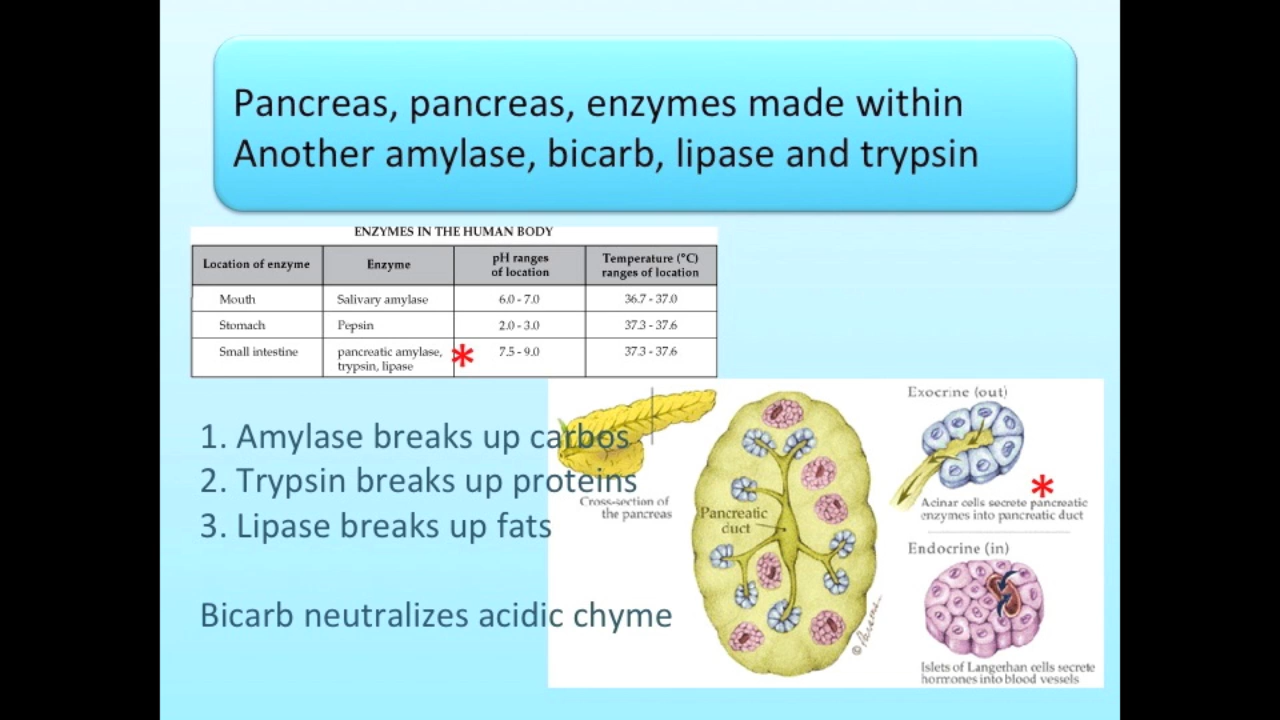 Pancreas, pancreas, enzymes made within
Another amylase, bicarb, lipase and trypsin
ENZYMES IN THE HUMAN BODY
Location of enzyme Enzyme pH ranges of location Temperature (°C) ranges of location
Mouth Salivary amylase 6.0 - 7.0 36.7 - 37.0
Stomach Pepsin 2.0 - 3.0 37.3 - 37.6
Small intestine pancreatic amylase, trypsin, lipase * 7.5 - 9.0 37.3 - 37.6
1. Amylase breaks up carbos
2. Trypsin breaks up proteins
3. Lipase breaks up fats
Bicarb neutralizes acidic chyme
Cross-section of
the pancreas
Pancreatic
duct
Exocrine (out)
*
Acinar cells secrete pancreatic
enzymes into pancreatic duct
Endocrine (in)
Islets of Langerhan cells secrete
hormones into blood vessels